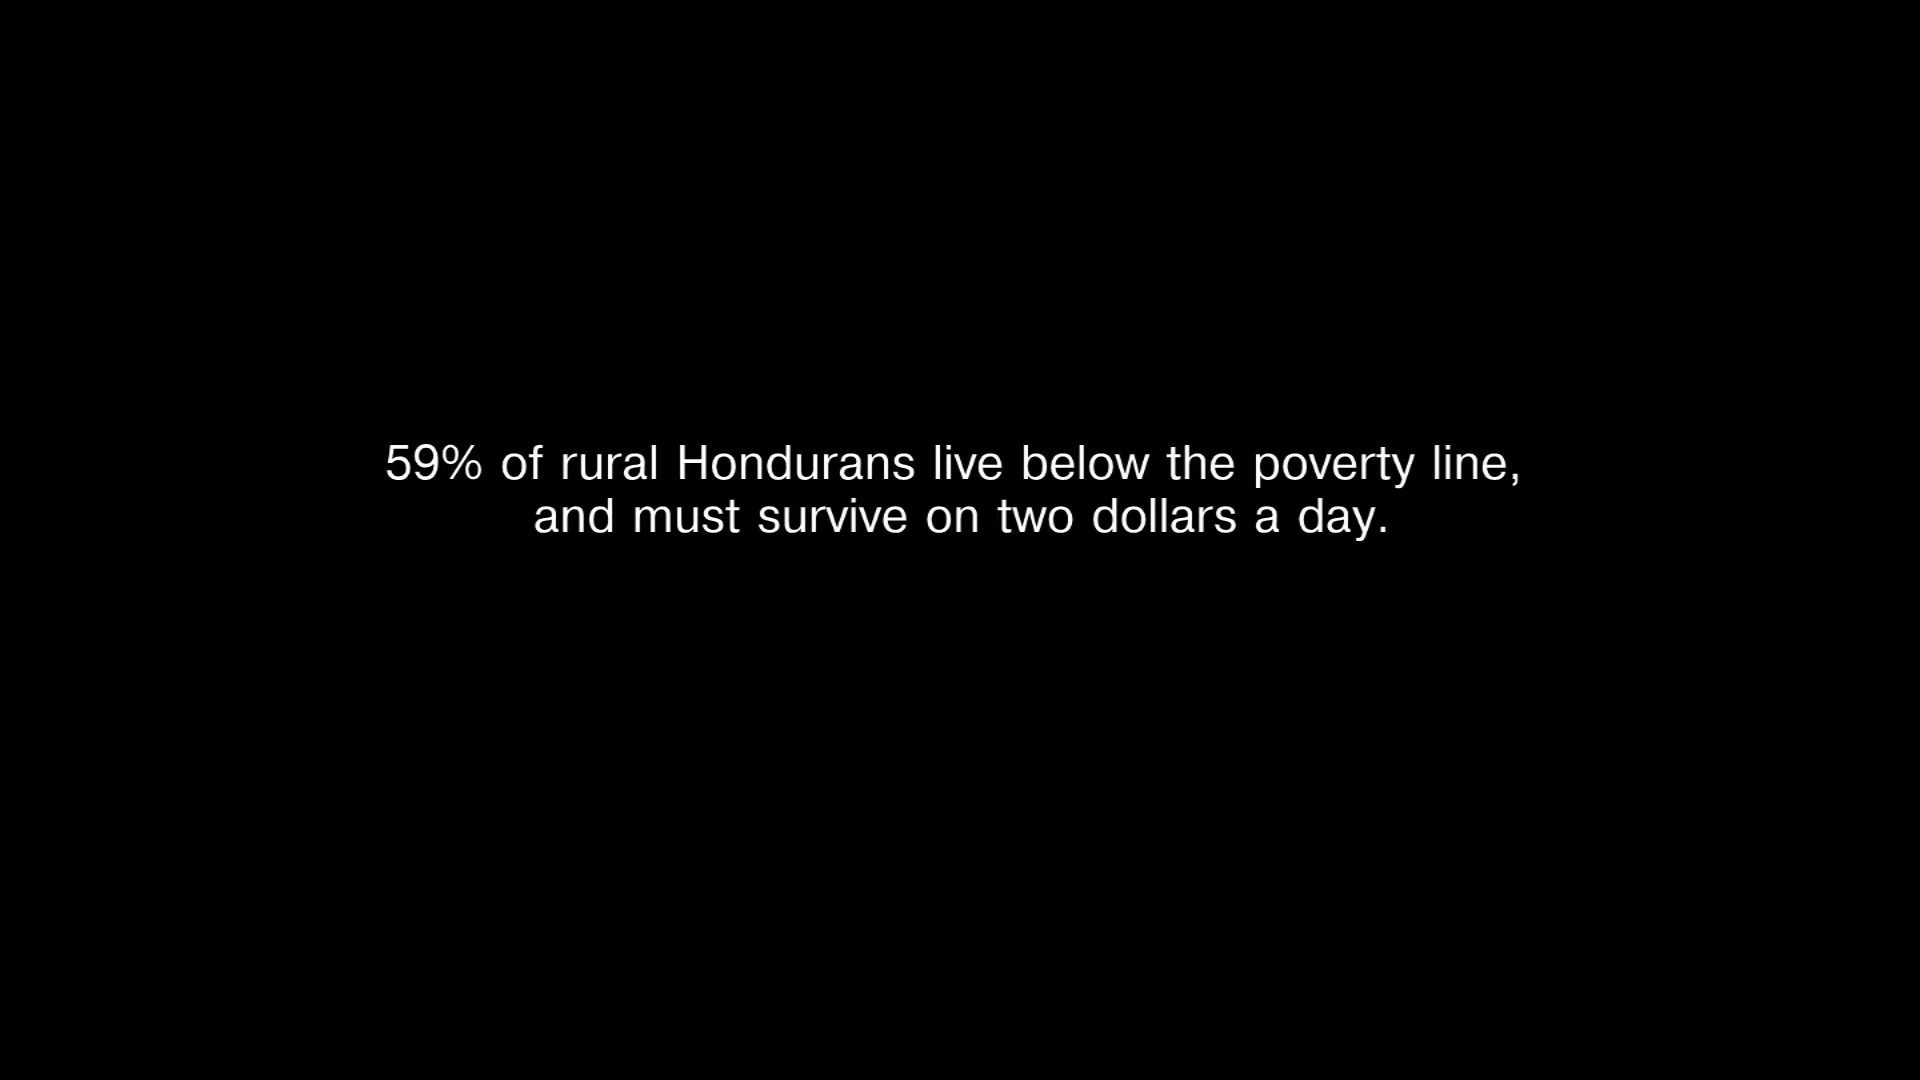 59% of rural Hondurans live below the poverty line,
and must survive on two dollars a day.